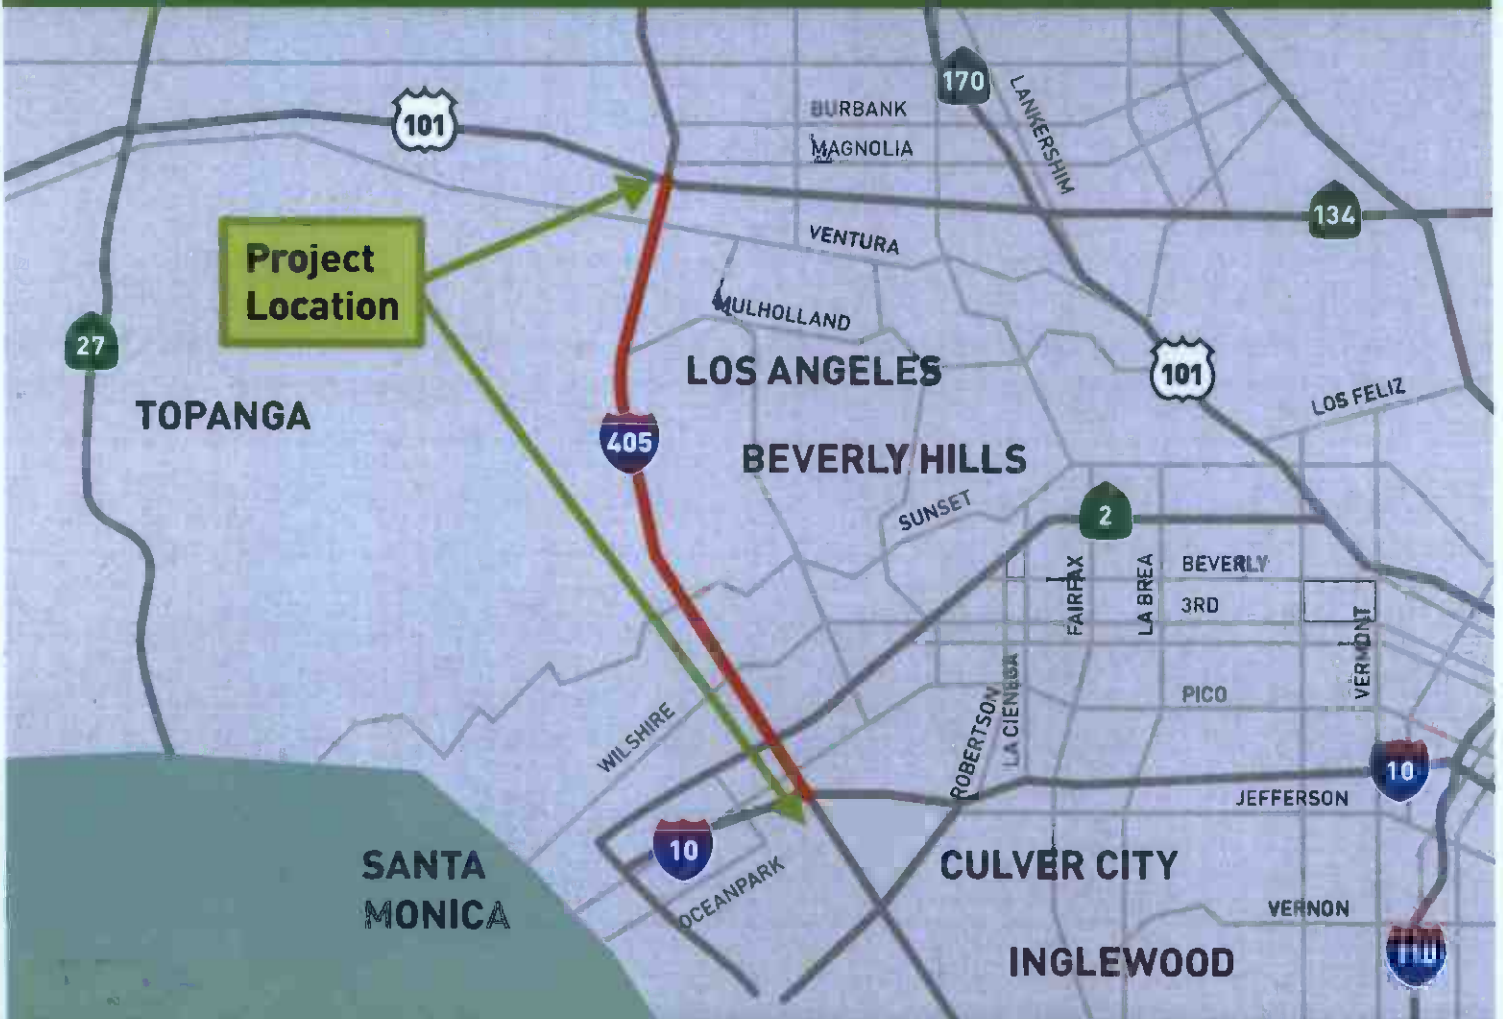 170
BURBANK
LANKERSHIM
101
MAGNOLIA
134
VENTURA
Project
Location
MULHOLLAND
27
LOS ANGELES
101
LOS FELIZ
TOPANGA
405
BEVERLY HILLS
SUNSET
2
BEVERLY
FAIRFAX
LA BREA
3RD
VERMONT
LA CIENEGA
PICO
ROBERTSON
WILSHIRE
10
JEFFERSON
10
SANTA
MONICA
OCEANPARK
CULVER CITY
VERNON
INGLEWOOD
110